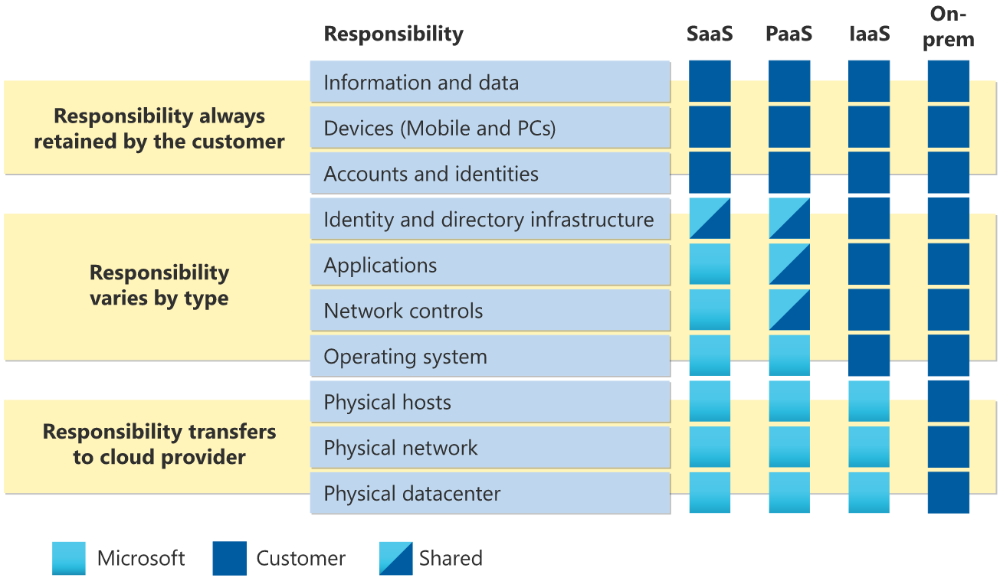 Responsibility
SaaS
PaaS
IaaS
On-
prem
Responsibility always
retained by the customer
Information and data
Devices (Mobile and PCs)
Accounts and identities
Responsibility
varies by type
Identity and directory infrastructure
Applications
Network controls
Operating system
Responsibility transfers
to cloud provider
Physical hosts
Physical network
Physical datacenter
Microsoft
Customer
Shared